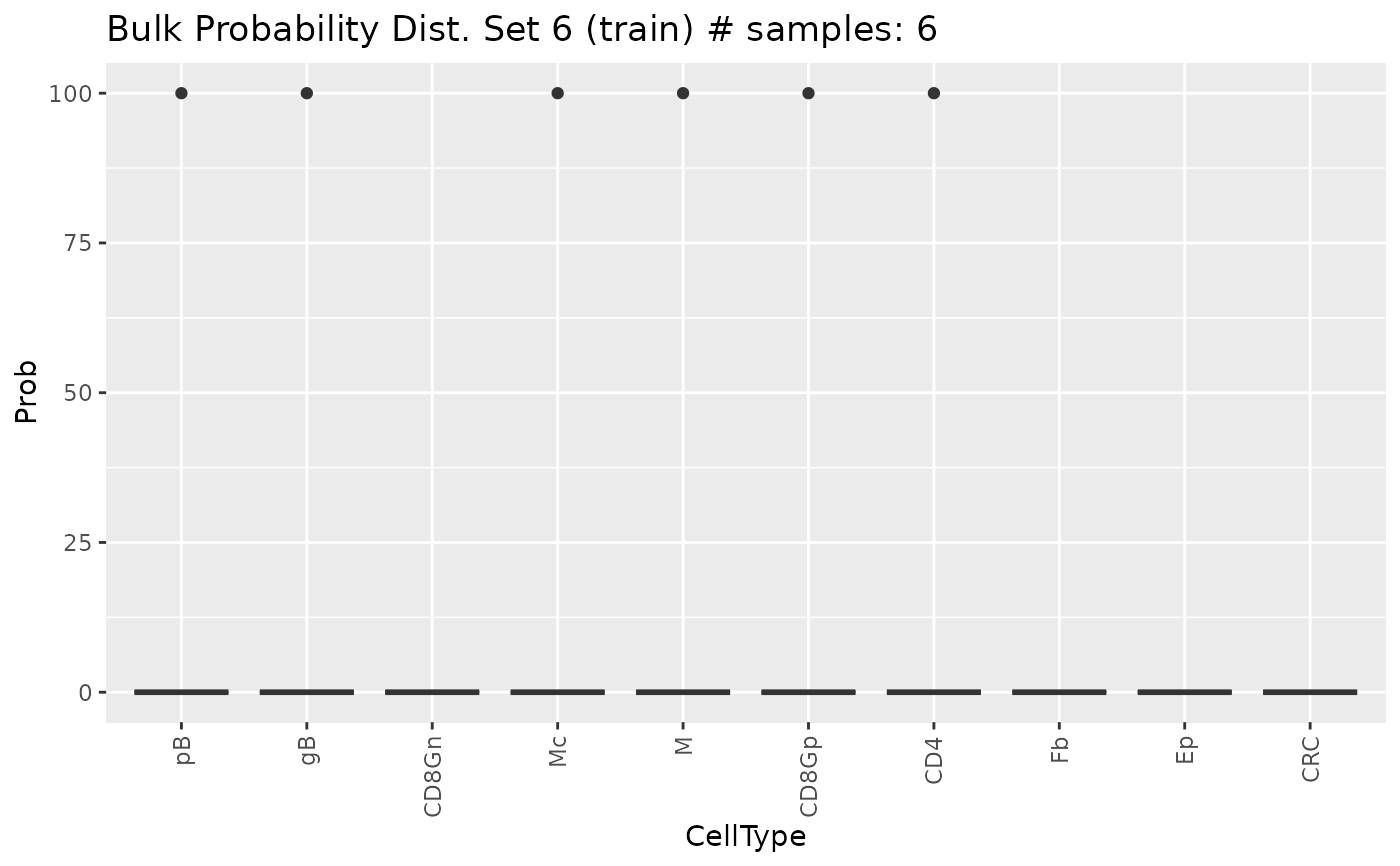 Bulk Probability Dist. Set 6 (train) # samples: 6
100
75
50
25
0
Prob
pB
gB
CD8Gn
Mc
M
CD8Gp
CD4
Fb
Ep
CRC
CellType